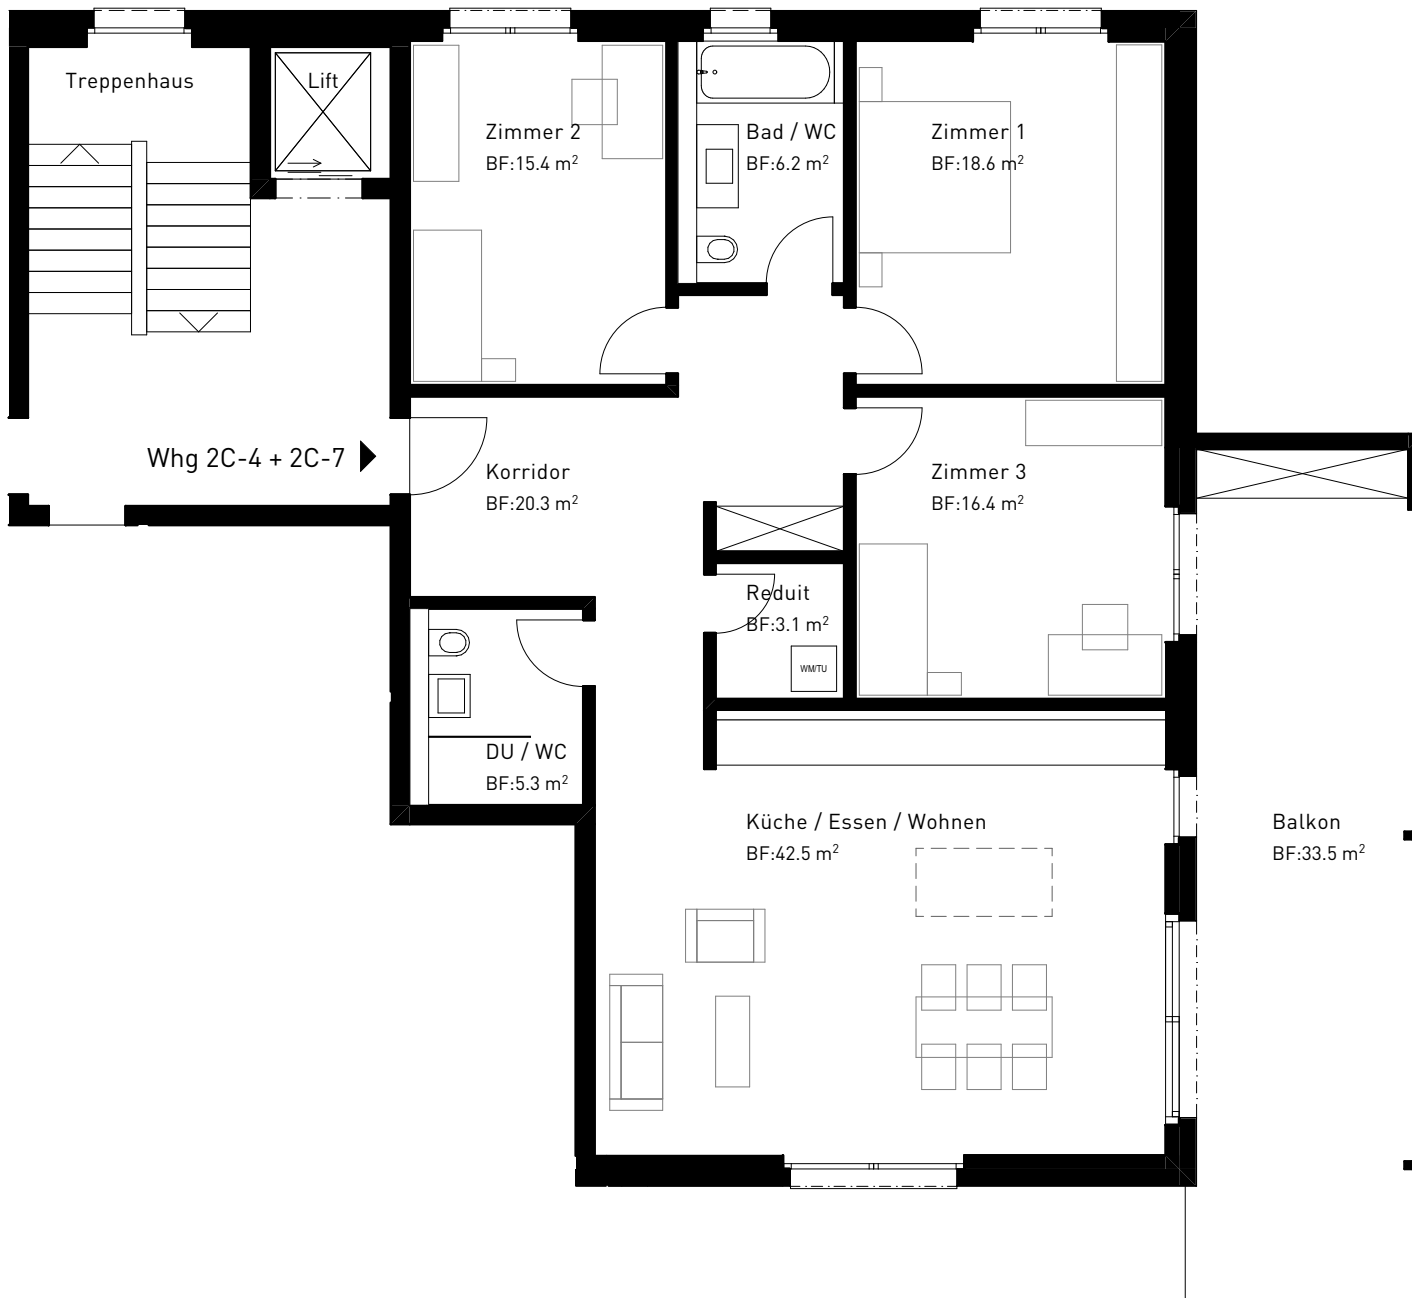 Treppenhaus
Lift
Zimmer 2
BF:15.4 m²
Bad / WC
BF:6.2 m²
Zimmer 1
BF:18.6 m²
Whg 2C-4 + 2C-7
Korridor
BF:20.3 m²
Zimmer 3
BF:16.4 m²
Reduit
BF:3.1 m²
WM/TU
DU / WC
BF:5.3 m²
Küche / Essen / Wohnen
BF:42.5 m²
Balkon
BF:33.5 m²